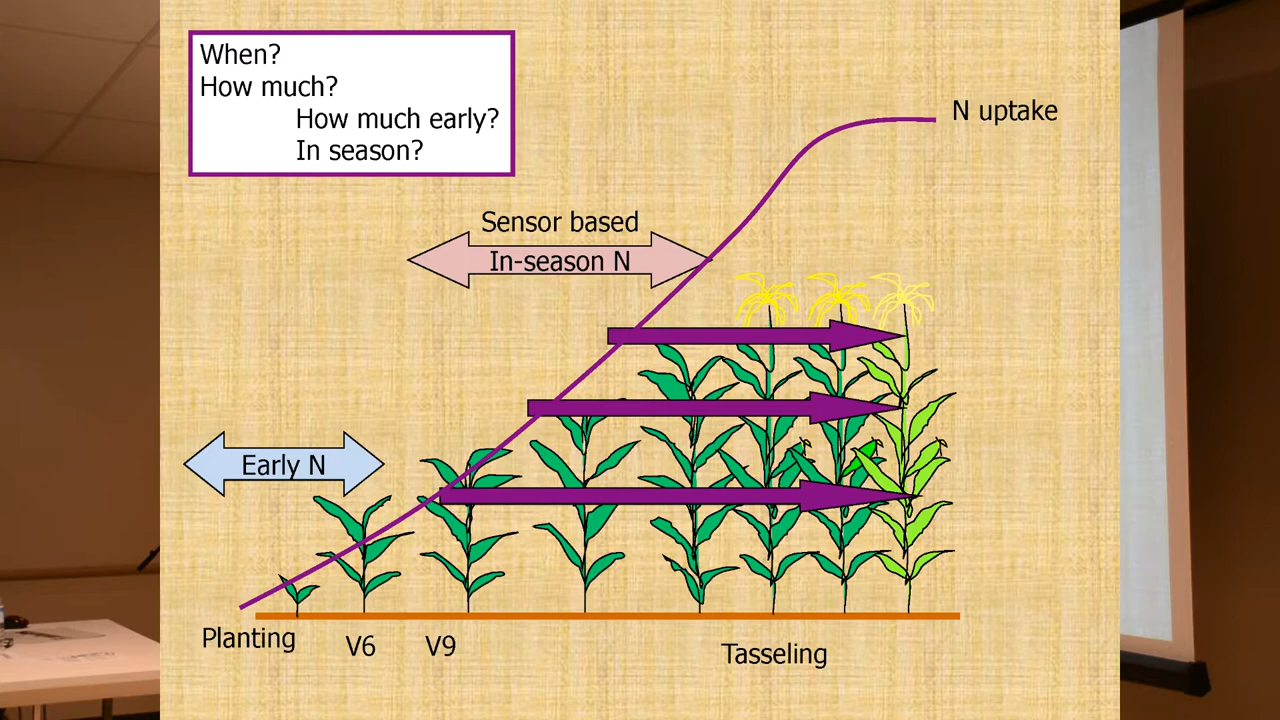 When?
How much?
How much early?
In season?
N uptake
Sensor based
In-season N
Early N
Planting
V6
V9
Tasseling